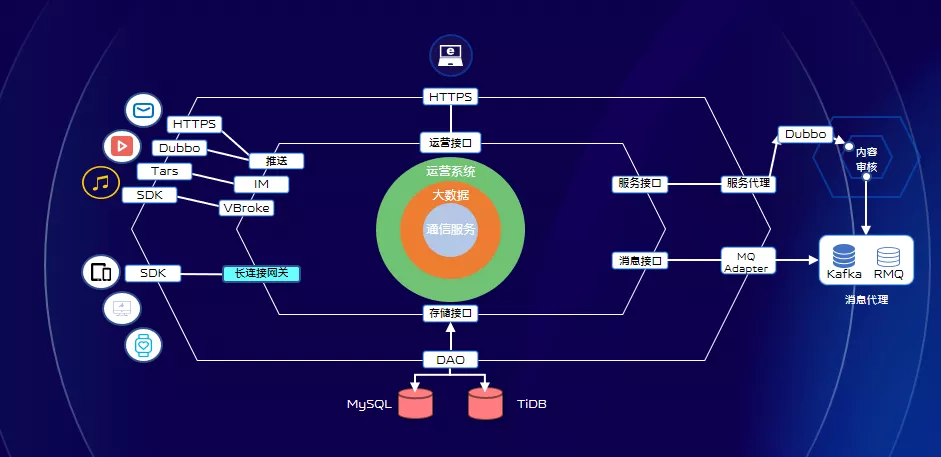 e
HTTPS
运营接口
HTTPS
Dubbo
Tars
SDK
推送
IM
VBroke
SDK
长连接网关
运营系统
大数据
通信服务
服务接口
服务代理
Dubbo
内容
审核
消息接口
MQ
Adapter
Kafka
RMQ
消息代理
存储接口
DAO
MySQL
TiDB